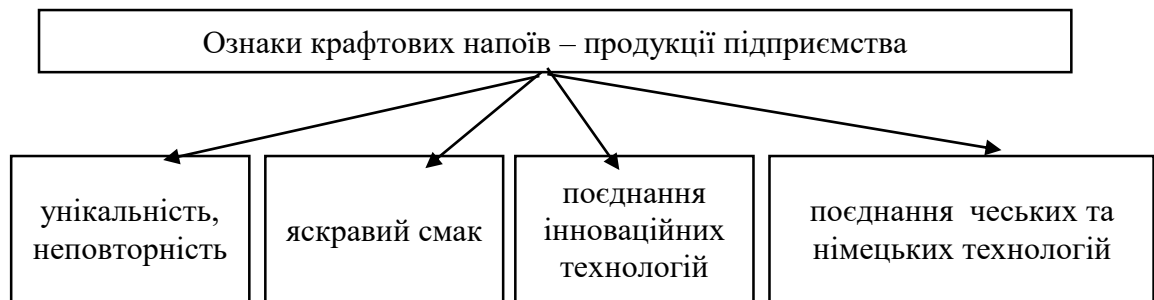 Ознаки крафтових напоїв – продукції підприємства
унікальність,
неповторність
яскравий смак
поєднання
інноваційних
технологій
поєднання чеських та
німецьких технологій